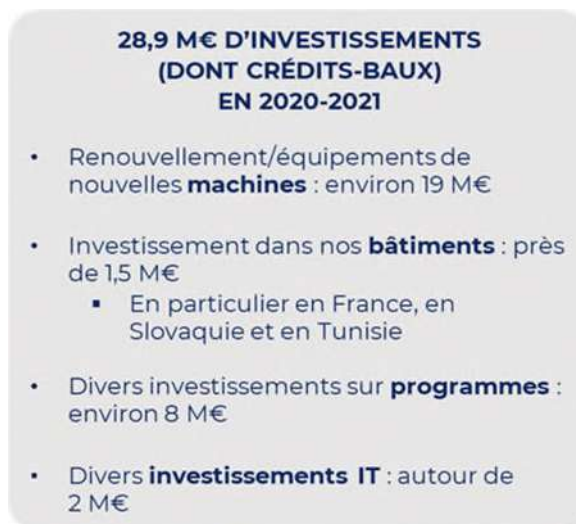 28,9 M€ D'INVESTISSEMENTS
(DONT CRÉDITS-BAUX)
EN 2020-2021
• Renouvellement/équipements de
nouvelles machines : environ 19 M€
• Investissement dans nos bâtiments : près
de 1,5 M€
▪ En particulier en France, en
Slovaquie et en Tunisie
• Divers investissements sur programmes :
environ 8 M€
• Divers investissements IT : autour de
2 M€